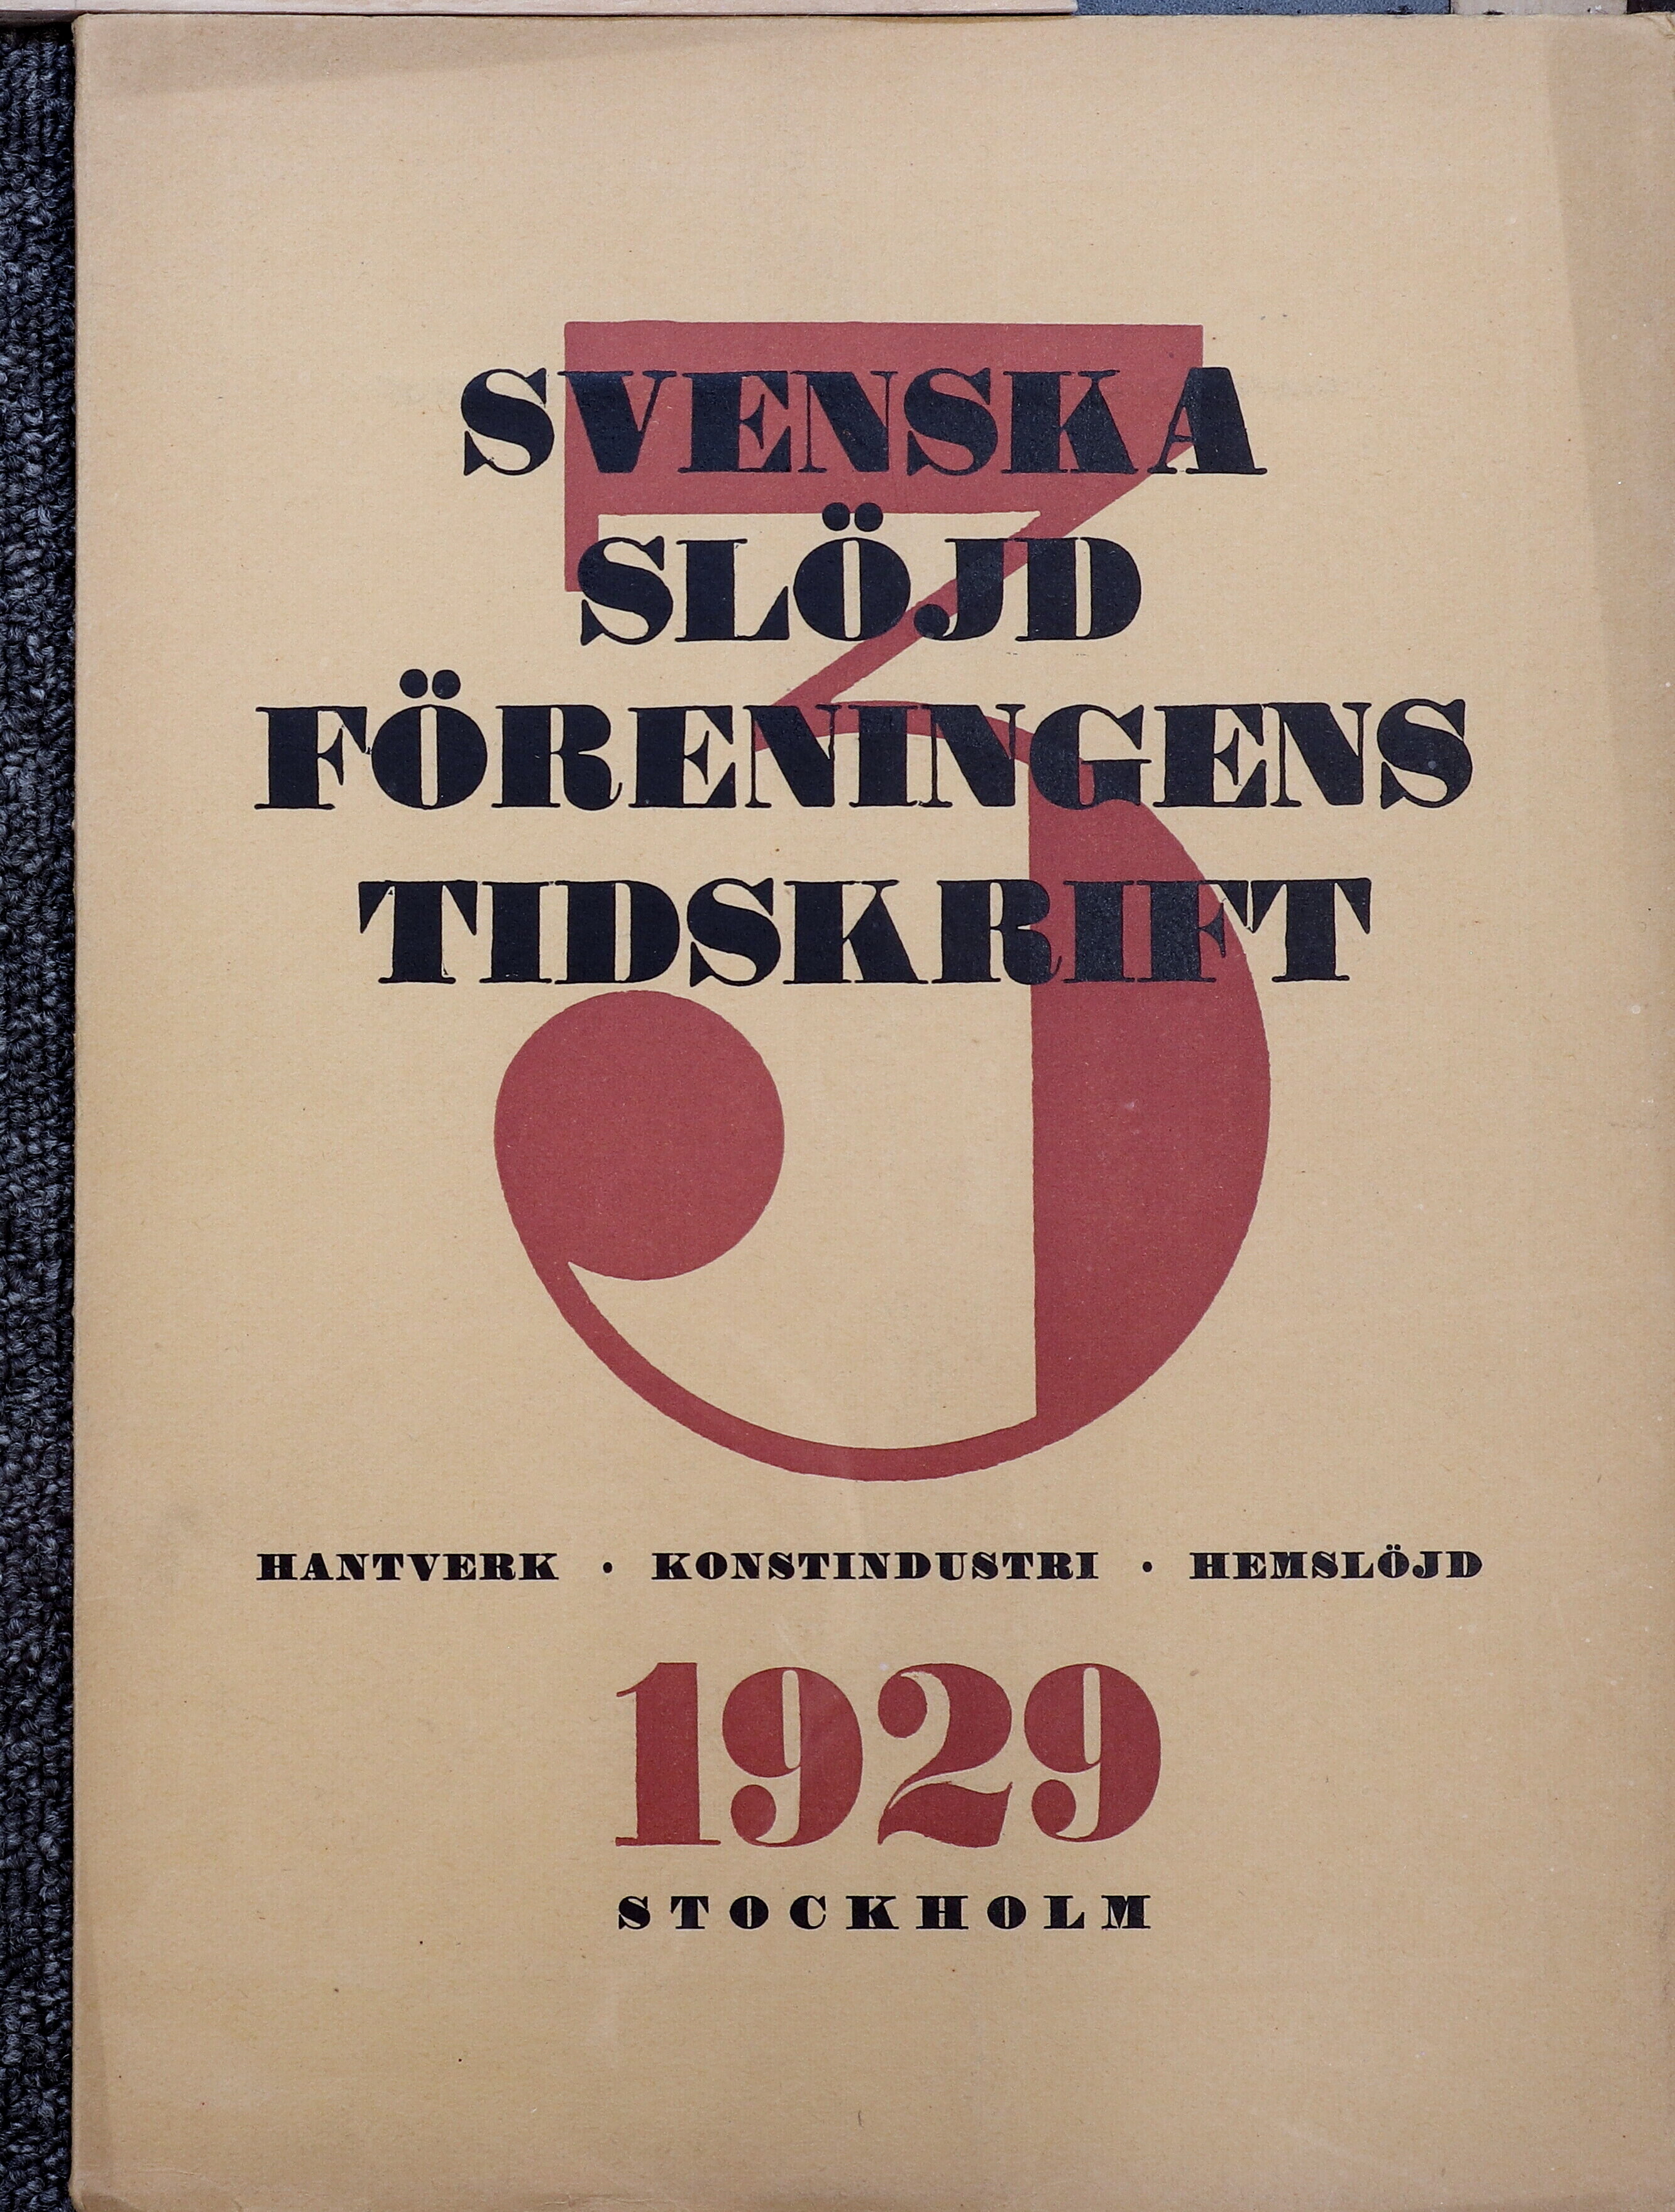 3
SVENSKA
SLÖJD
FÖRENINGENS
TIDSKRIFT
HANTVERK · KONSTINDUSTRI · HEMSLÖJD
1929
STOCKHOLM